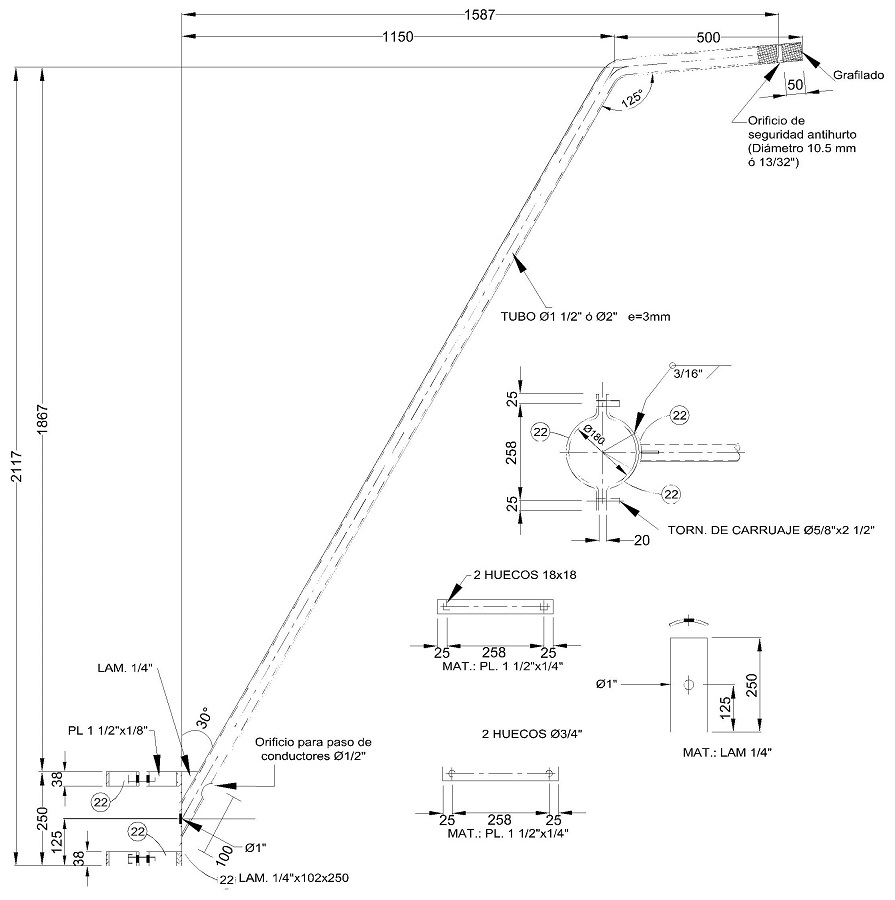 1587
1150
500
Grafilado
50
125°
Orificio de
seguridad antihurto
(Diámetro 10.5 mm
ó 13/32")
TUBO Ø1 1/2" ó Ø2" e=3mm
1867
2117
3/16"
25
22
22
Ø180
258
22
25
TORN. DE CARRUAJE Ø5/8"x2 1/2"
20
2 HUECOS 18x18
25 258 25
MAT.: PL. 1 1/2"x1/4"
Ø1"
250
125
MAT.: LAM 1/4"
2 HUECOS Ø3/4"
25 258 25
MAT.: PL. 1 1/2"x1/4"
LAM. 1/4"
30°
PL 1 1/2"x1/8"
Orificio para paso de
conductores Ø1/2"
38
22
250
125
22
38
Ø1"
100
22 LAM. 1/4"x102x250